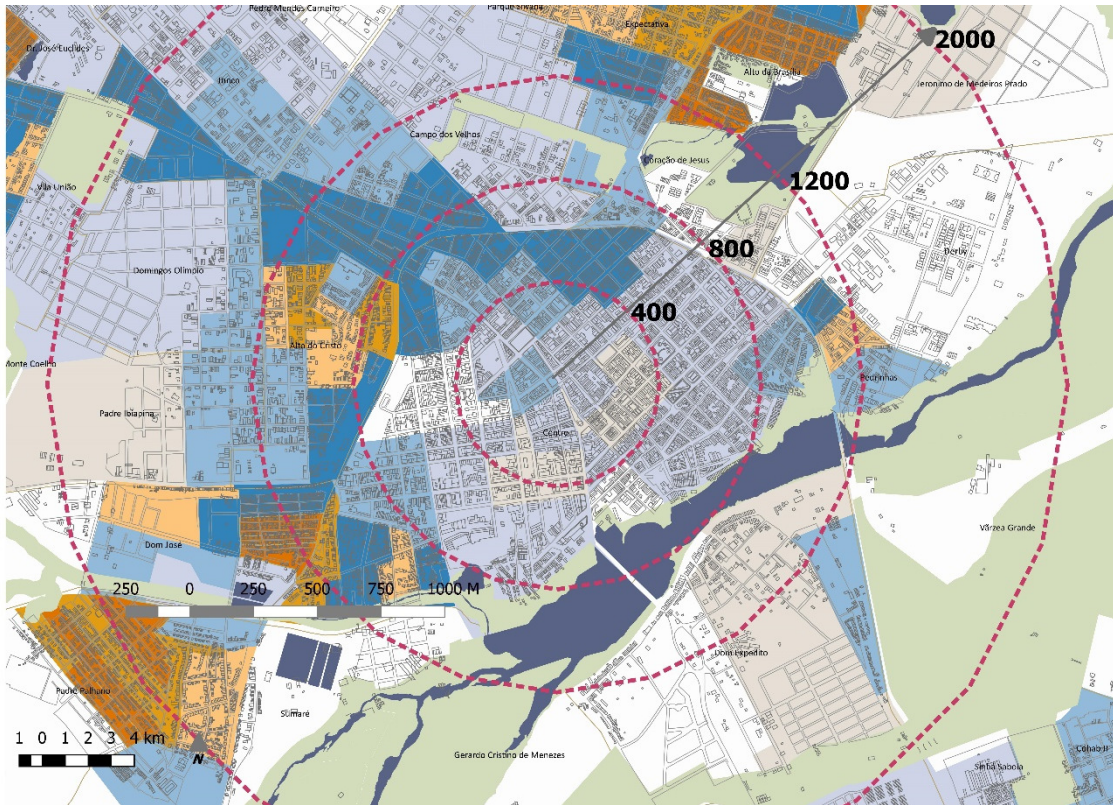 Pedro Mendes Carneiro
Parque Silvana
Expectativa
2000
Dr. José Euclides
Junco
Alto da Brasília
Jeronimo de Medeiros Prado
Campo dos Velhos
Coração de Jesus
1200
Vila União
800
Derby
Domingos Olímpio
400
Alto do Cristo
Monte Coelho
Pedrinhas
Padre Ibiapina
Centro
Várzea Grande
Dom José
250 0 250 500 750 1000 M
Dom Expedito
Padre Palhano
Sumaré
1 0 1 2 3 4 km
N
Gerardo Cristino de Menezes
Cohab II
Sinhá Saboia